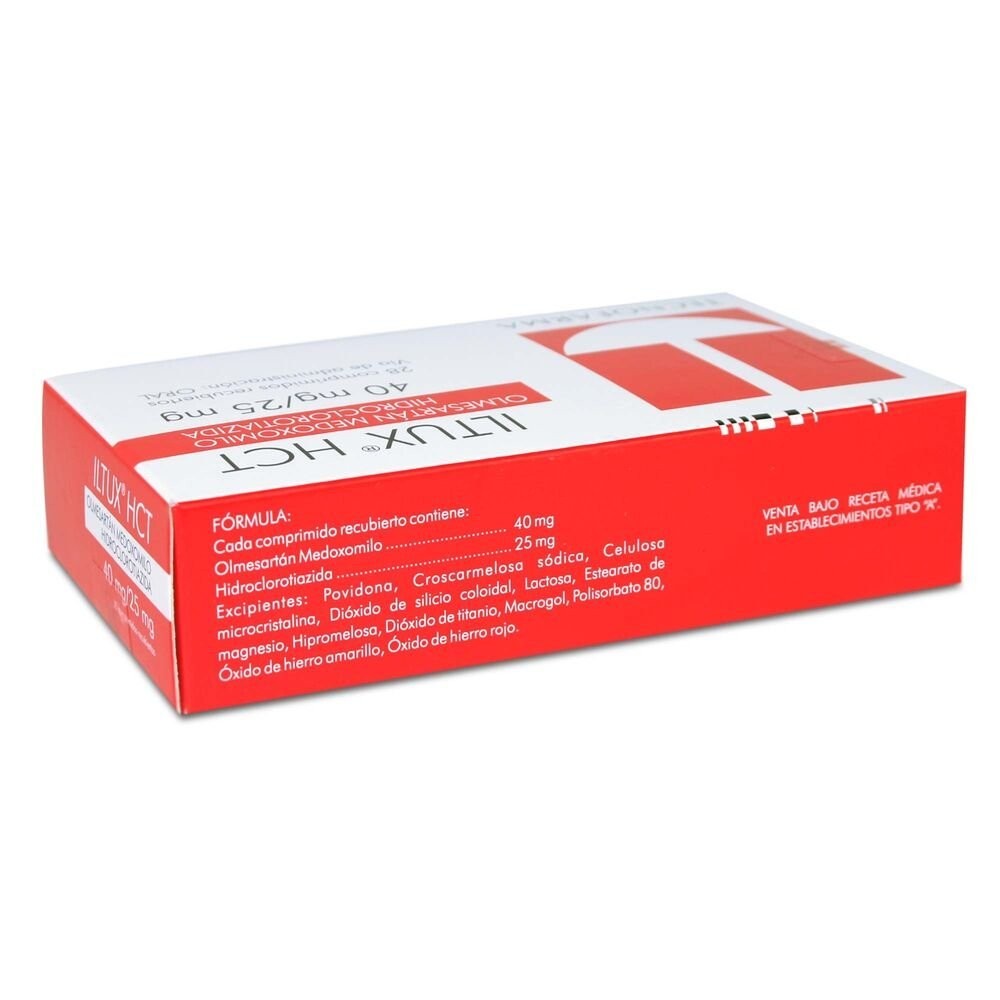 TECNOFARMA
ILTUX® HCT
OLMESARTÁN MEDOXOMILO
HIDROCLOROTIAZIDA
40 mg/25 mg
28 comprimidos recubiertos
Vía de administración: ORAL
ILTUX® HCT
OLMESARTÁN MEDOXOMILO
HIDROCLOROTIAZIDA
40 mg/25 mg
FÓRMULA:
Cada comprimido recubierto contiene:
Olmesartán Medoxomilo .......................... 40 mg
Hidroclorotiazida ..................................... 25 mg
Excipientes: Povidona, Croscarmelosa sódica, Celulosa
microcristalina, Dióxido de silicio coloidal, Lactosa, Estearato de
magnesio, Hipromelosa, Dióxido de titanio, Macrogol, Polisorbato 80,
Óxido de hierro amarillo, Óxido de hierro rojo.
VENTA BAJO RECETA MÉDICA
EN ESTABLECIMIENTOS TIPO "A".